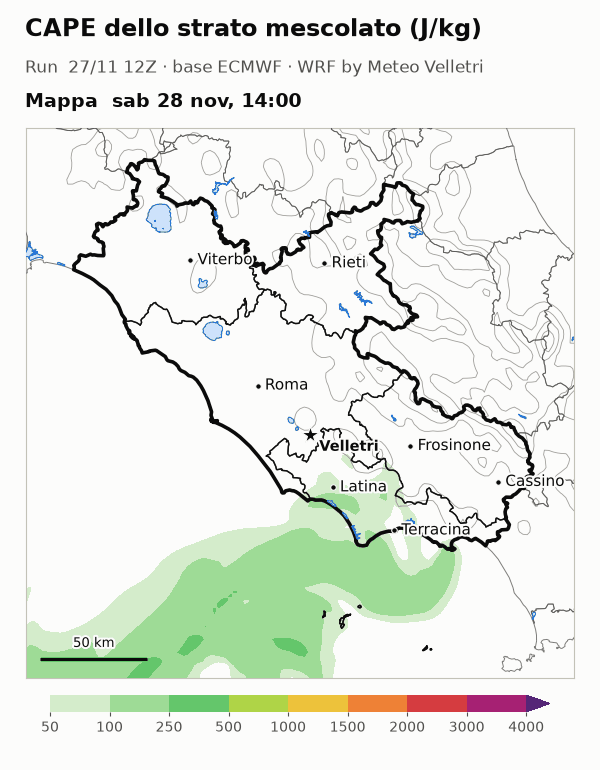 CAPE dello strato mescolato (J/kg)
Run  27/11 12Z · base ECMWF · WRF by Meteo Velletri
Mappa  sab 28 nov, 14:00
Viterbo
Rieti
Roma
Velletri
Frosinone
Cassino
Latina
Terracina
50 km
50 100 250 500 1000 1500 2000 3000 4000